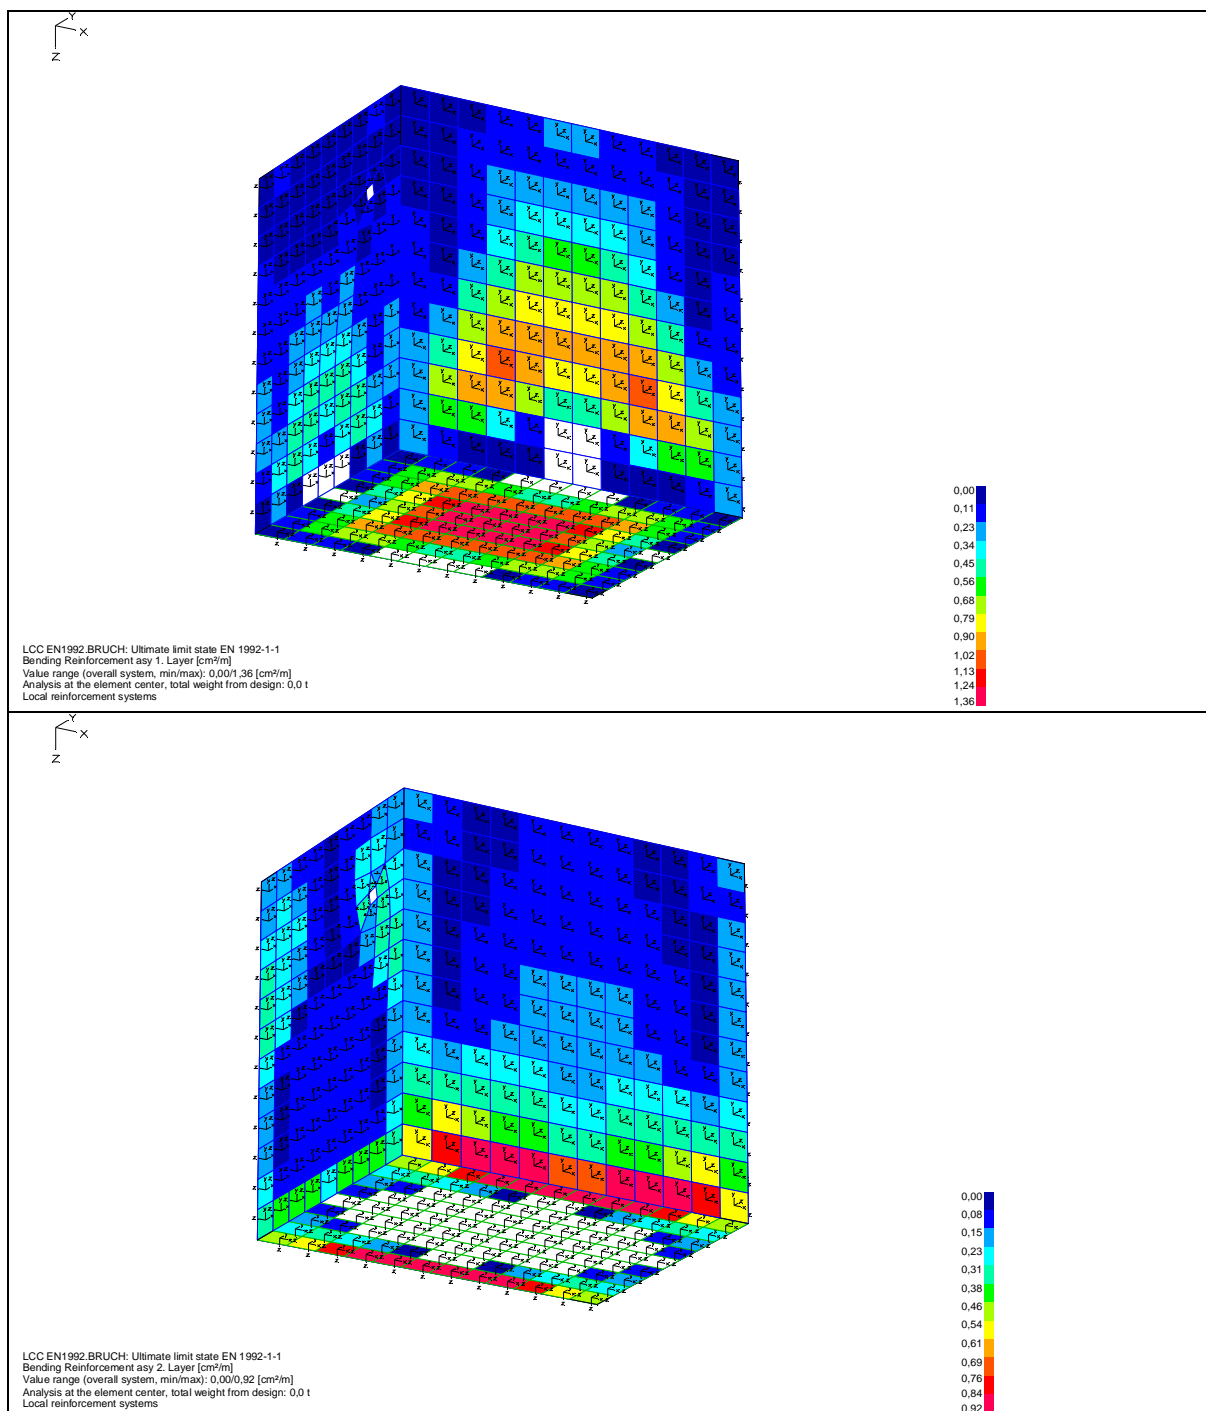 Y
X
Z
0,00
0,11
0,23
0,34
0,45
0,56
0,68
0,79
0,90
1,02
1,13
1,24
1,36
LCC EN1992.BRUCH: Ultimate limit state EN 1992-1-1
Bending Reinforcement asy 1. Layer [cm²/m]
Value range (overall system, min/max): 0,00/1,36 [cm²/m]
Analysis at the element center, total weight from design: 0,0 t
Local reinforcement systems
Y
X
Z
0,00
0,08
0,15
0,23
0,31
0,38
0,46
0,54
0,61
0,69
0,76
0,84
0,92
LCC EN1992.BRUCH: Ultimate limit state EN 1992-1-1
Bending Reinforcement asy 2. Layer [cm²/m]
Value range (overall system, min/max): 0,00/0,92 [cm²/m]
Analysis at the element center, total weight from design: 0,0 t
Local reinforcement systems